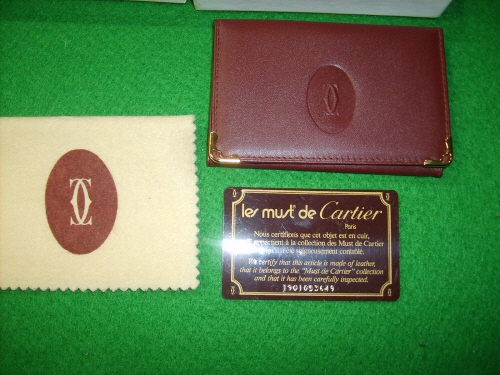 les must de Cartier
Paris
Nous certifions que cet objet est en cuir,
appartient à la collection des Must de Cartier
soigneusement contrôlé.
We certify that this article is made of leather,
that it belongs to the "Must de Cartier" collection
and that it has been carefully inspected.